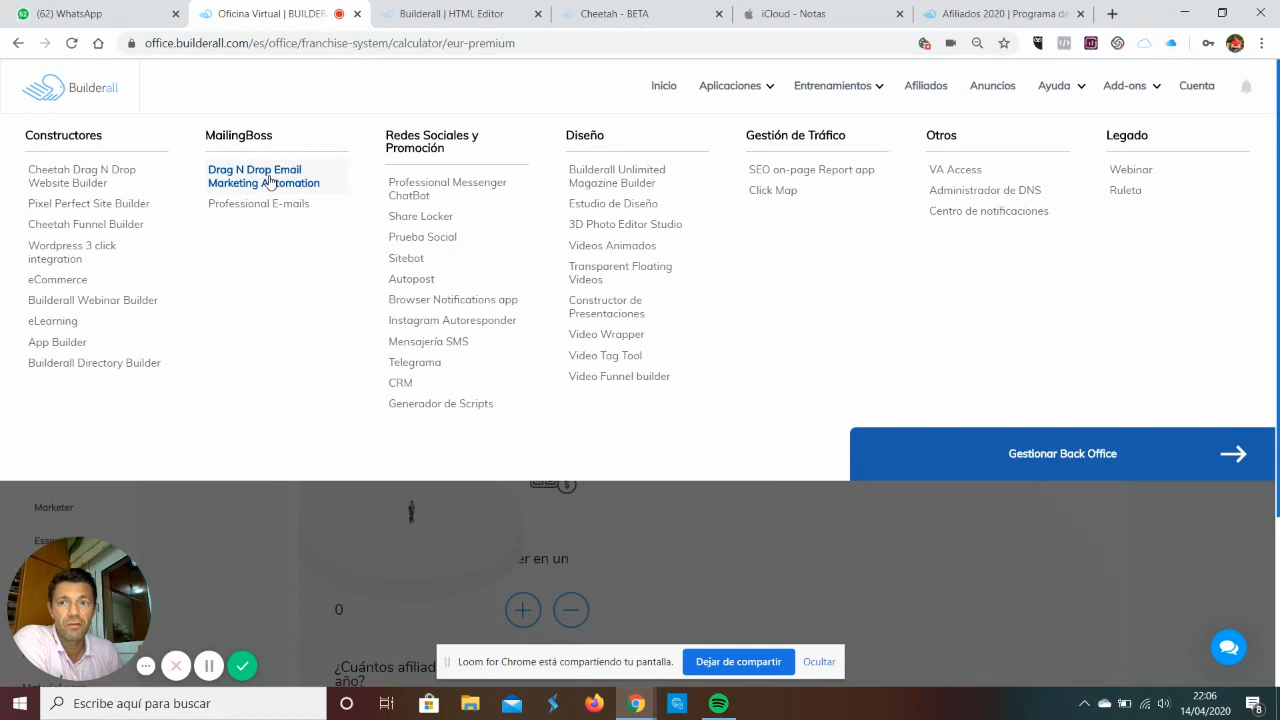 WhatsApp
Oficina Virtual | BUILDER
Builderall | HTML Editor
Cheetah - BETA
iCloud - Notas
Afiliados 2020 | Programa de
office.builderall.com/es/office/franchise-system/calculator/eur-premium
Builderall
Inicio
Aplicaciones
Entrenamientos
Afiliados
Anuncios
Ayuda
Add-ons
Cuenta
Constructores
Cheetah Drag N Drop
Website Builder
Pixel Perfect Site Builder
Cheetah Funnel Builder
Wordpress 3 click
integration
eCommerce
Builderall Webinar Builder
eLearning
App Builder
Builderall Directory Builder
MailingBoss
Drag N Drop Email
Marketing Automation
Professional E-mails
Redes Sociales y
Promoción
Professional Messenger
ChatBot
Share Locker
Prueba Social
Sitebot
Autopost
Browser Notifications app
Instagram Autoresponder
Mensajería SMS
Telegrama
CRM
Generador de Scripts
Diseño
Builderall Unlimited
Magazine Builder
Estudio de Diseño
3D Photo Editor Studio
Videos Animados
Transparent Floating
Videos
Constructor de
Presentaciones
Video Wrapper
Video Tag Tool
Video Funnel builder
Gestión de Tráfico
SEO on-page Report app
Click Map
Otros
VA Access
Administrador de DNS
Centro de notificaciones
Legado
Webinar
Ruleta
Gestionar Back Office
Marketer
er en un
0
¿Cuántos afiliad
año?
Loom for Chrome está compartiendo tu pantalla.
Dejar de compartir
Ocultar
Escribe aquí para buscar
22:06
14/04/2020
8